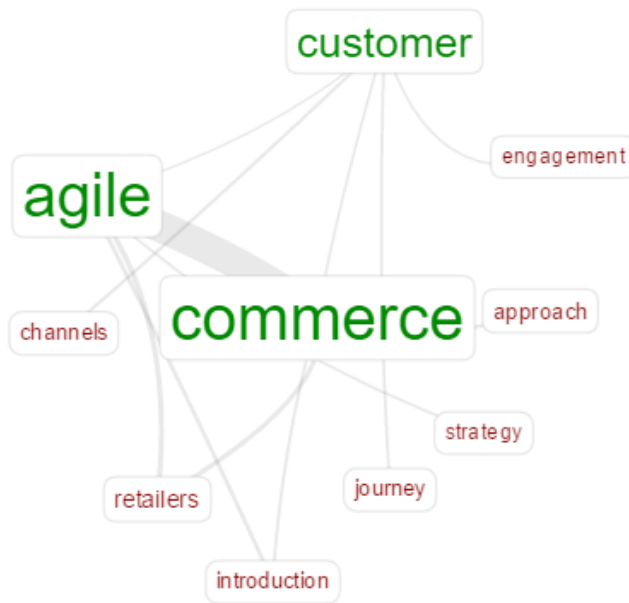 customer
engagement
agile
commerce
approach
channels
strategy
journey
retailers
introduction